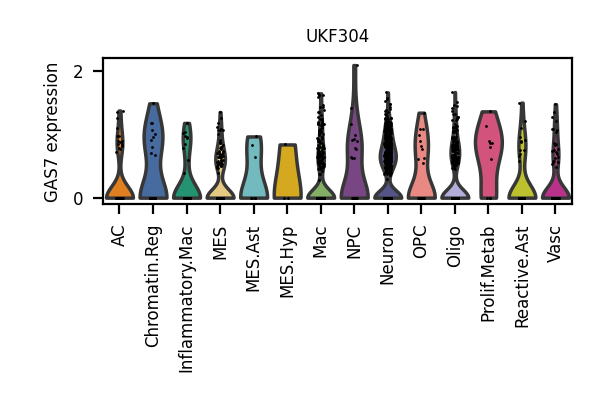 UKF304
GAS7 expression
2
0
AC
Chromatin.Reg
Inflammatory.Mac
MES
MES.Ast
MES.Hyp
Mac
NPC
Neuron
OPC
Oligo
Prolif.Metab
Reactive.Ast
Vasc